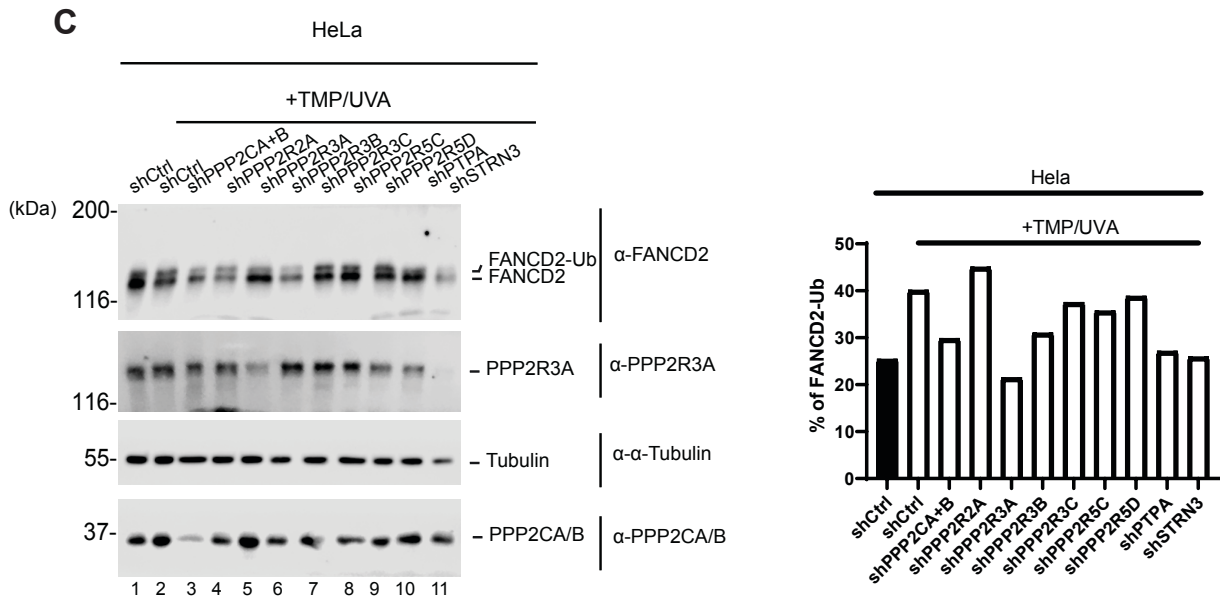 C
HeLa
+TMP/UVA
shCtrl
shCtrl
shPPP2CA+B
shPPP2R2A
shPPP2R3A
shPPP2R3B
shPPP2R3C
shPPP2R5C
shPPP2R5D
shPTPA
shSTRN3
(kDa)
200-
FANCD2-Ub
FANCD2
α-FANCD2
116-
PPP2R3A
α-PPP2R3A
116-
55-
Tubulin
α-α-Tubulin
37-
PPP2CA/B
α-PPP2CA/B
1 2 3 4 5 6 7 8 9 10 11
Hela
+TMP/UVA
% of FANCD2-Ub
50
40
30
20
10
0
shCtrl
shCtrl
shPPP2CA+B
shPPP2R2A
shPPP2R3A
shPPP2R3B
shPPP2R3C
shPPP2R5C
shPPP2R5D
shPTPA
shSTRN3